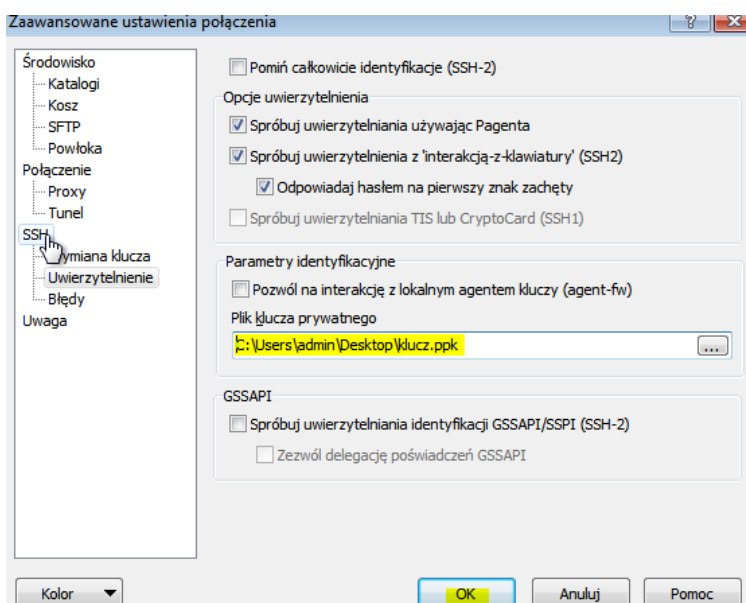 Zaawansowane ustawienia połączenia
Środowisko
Katalogi
Kosz
SFTP
Powłoka
Połączenie
Proxy
Tunel
SSH
Wymiana klucza
Uwierzytelnienie
Błędy
Uwaga
Pomiń całkowicie identyfikacje (SSH-2)
Opcje uwierzytelnienia
Spróbuj uwierzytelniania używając Pagenta
Spróbuj uwierzytelnienia z 'interakcją-z-klawiatury' (SSH2)
Odpowiadaj hasłem na pierwszy znak zachęty
Spróbuj uwierzytelniania TIS lub CryptoCard (SSH1)
Parametry identyfikacyjne
Pozwól na interakcję z lokalnym agentem kluczy (agent-fw)
Plik klucza prywatnego
C:\Users\admin\Desktop\klucz.ppk
...
GSSAPI
Spróbuj uwierzytelniania identyfikacji GSSAPI/SSPI (SSH-2)
Zezwól delegację poświadczeń GSSAPI
Kolor
OK
Anuluj
Pomoc